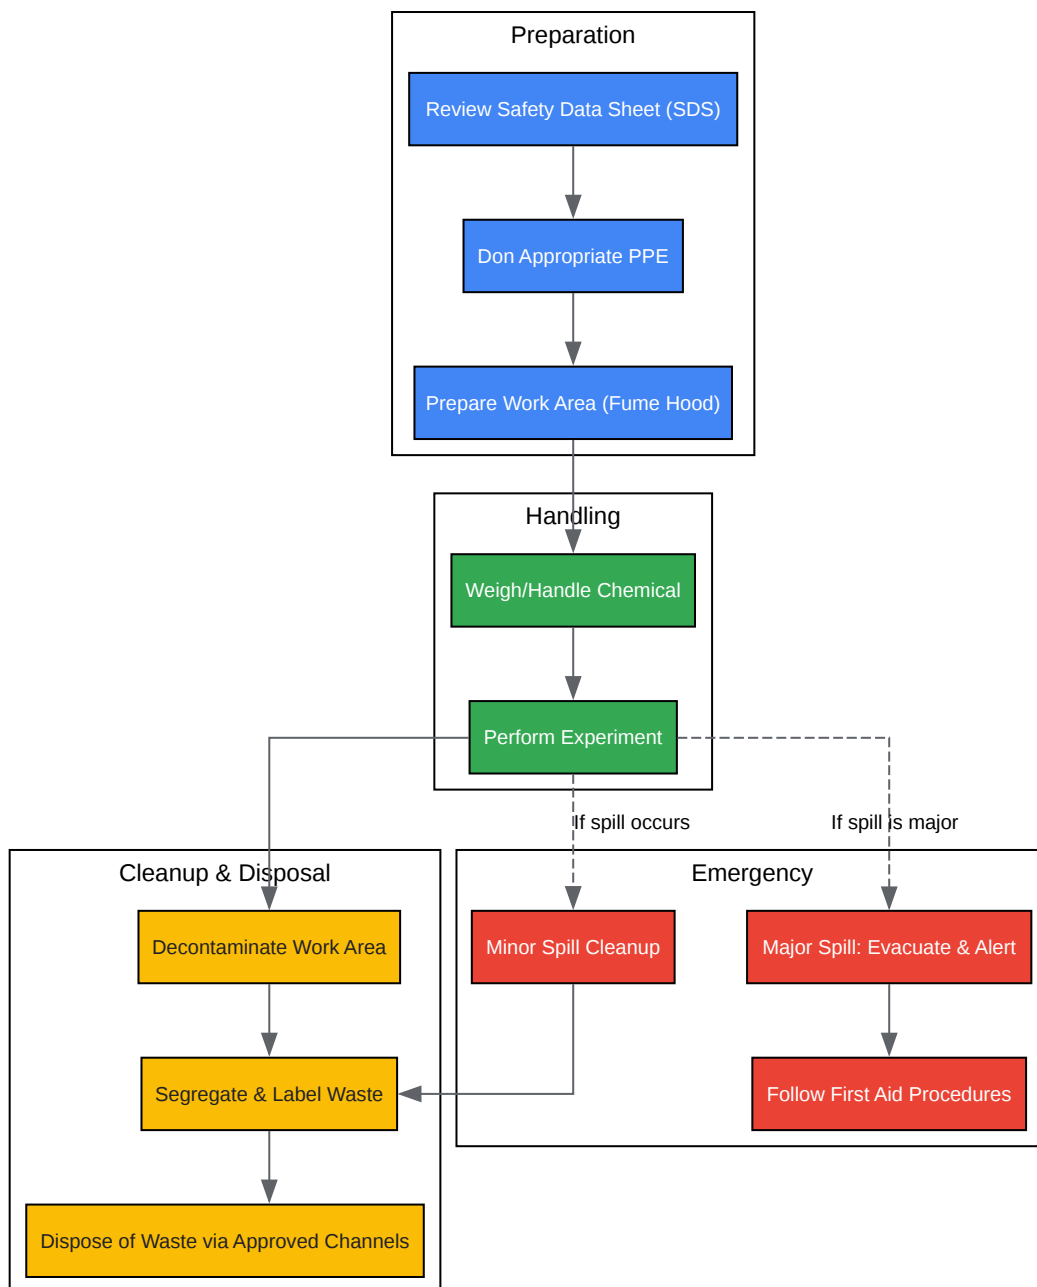 Preparation
Review Safety Data Sheet (SDS)
Don Appropriate PPE
Prepare Work Area (Fume Hood)
Handling
Weigh/Handle Chemical
Perform Experiment
If spill occurs
If spill is major
Cleanup & Disposal
Emergency
Decontaminate Work Area
Minor Spill Cleanup
Major Spill: Evacuate & Alert
Segregate & Label Waste
Follow First Aid Procedures
Dispose of Waste via Approved Channels